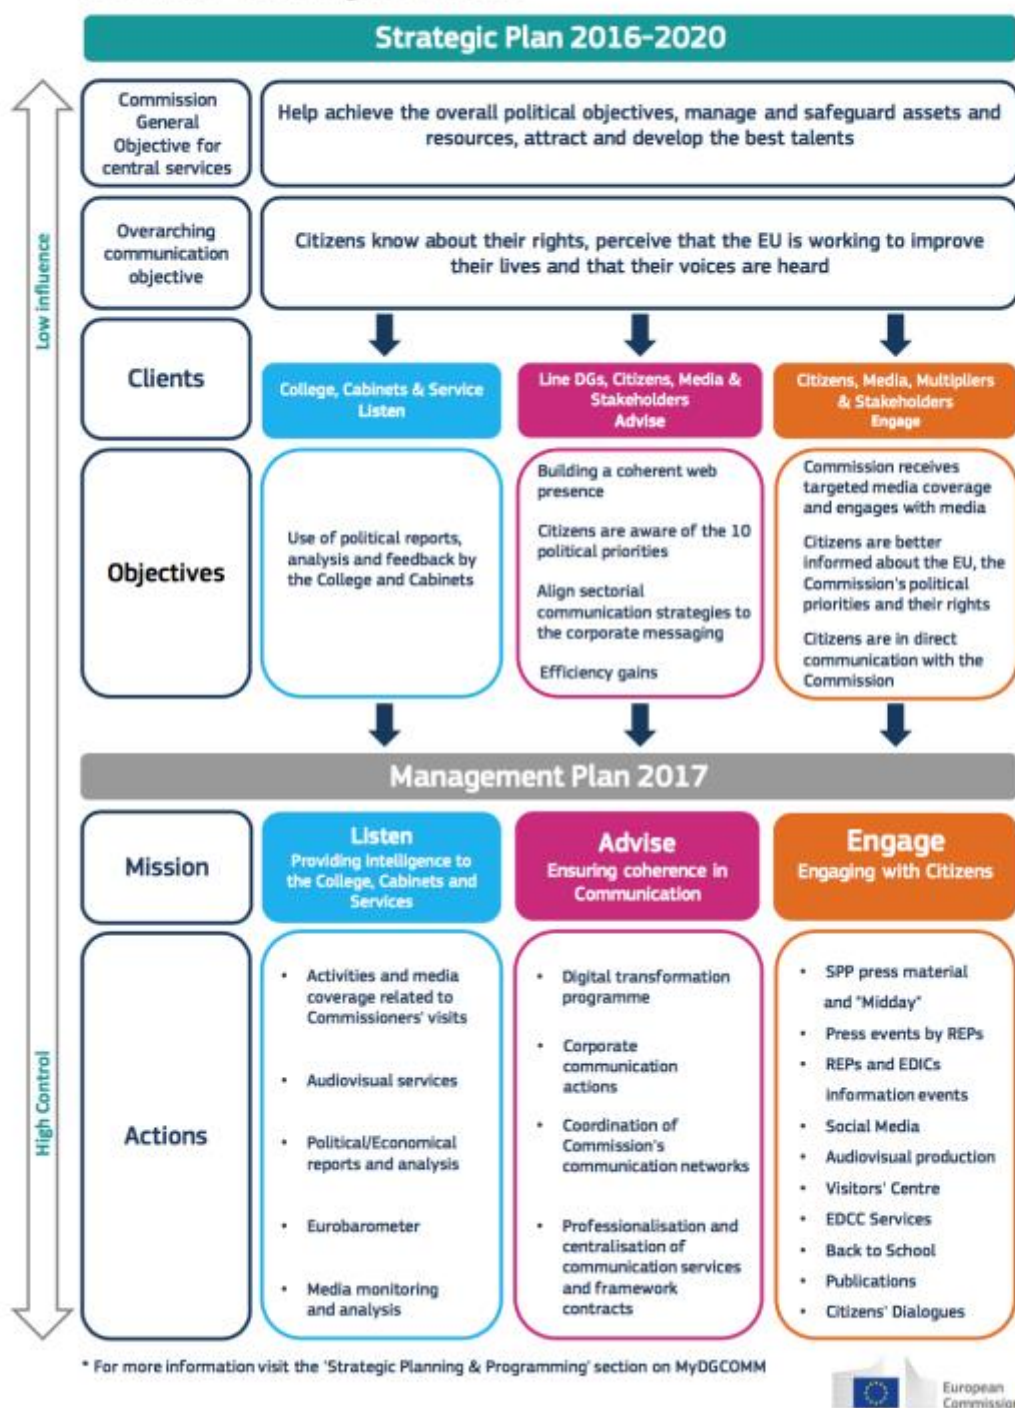 Strategic Plan 2016-2020
Commission
General
Objective for
central services
Help achieve the overall political objectives, manage and safeguard assets and
resources, attract and develop the best talents
Overarching
communication
objective
Citizens know about their rights, perceive that the EU is working to improve
their lives and that their voices are heard
Low influence
Clients
College, Cabinets & Service
Listen
Line DGs, Citizens, Media &
Stakeholders
Advise
Citizens, Media, Multipliers
& Stakeholders
Engage
Objectives
Use of political reports,
analysis and feedback by
the College and Cabinets
Building a coherent web
presence
Citizens are aware of the 10
political priorities
Align sectorial
communication strategies to
the corporate messaging
Efficiency gains
Commission receives
targeted media coverage
and engages with media
Citizens are better
informed about the EU, the
Commission's political
priorities and their rights
Citizens are in direct
communication with the
Commission
Management Plan 2017
Mission
Listen
Providing intelligence to
the College, Cabinets and
Services
Advise
Ensuring coherence in
Communication
Engage
Engaging with Citizens
High Control
Actions
• Activities and media
coverage related to
Commissioners' visits
• Audiovisual services
• Political/Economical
reports and analysis
• Eurobarometer
• Media monitoring
and analysis
• Digital transformation
programme
• Corporate
communication
actions
• Coordination of
Commission's
communication networks
• Professionalisation and
centralisation of
communication services
and framework
contracts
• SPP press material
and "Midday"
• Press events by REPs
• REPs and EDICs
information events
• Social Media
• Audiovisual production
• Visitors' Centre
• EDCC Services
• Back to School
• Publications
• Citizens' Dialogues
* For more information visit the 'Strategic Planning & Programming' section on MyDGCOMM
European
Commission